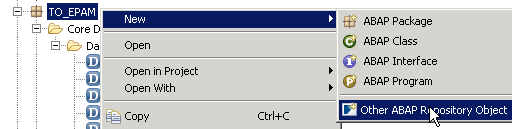 TO_EPAM
Core D
Da
New
Open
Open in Project
Open With
Copy Ctrl+C
ABAP Package
ABAP Class
ABAP Interface
ABAP Program
Other ABAP Repository Object